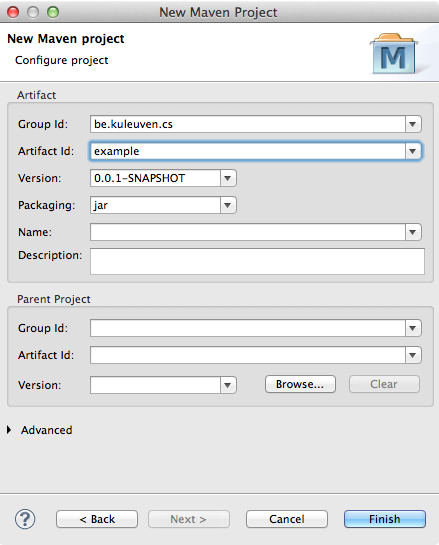 New Maven Project
New Maven project
Configure project
M
Artifact
Group Id: be.kuleuven.cs
Artifact Id: example
Version: 0.0.1-SNAPSHOT
Packaging: jar
Name:
Description:
Parent Project
Group Id:
Artifact Id:
Version: Browse... Clear
Advanced
? < Back Next > Cancel Finish